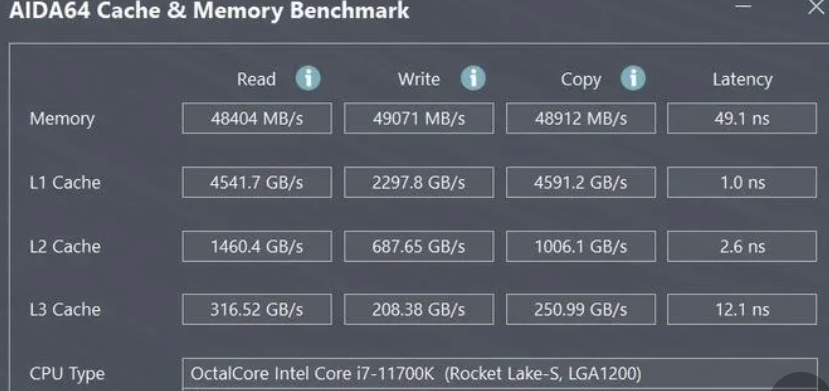 AIDA64 Cache & Memory Benchmark
Read Write Copy Latency
Memory 48404 MB/s 49071 MB/s 48912 MB/s 49.1 ns
L1 Cache 4541.7 GB/s 2297.8 GB/s 4591.2 GB/s 1.0 ns
L2 Cache 1460.4 GB/s 687.65 GB/s 1006.1 GB/s 2.6 ns
L3 Cache 316.52 GB/s 208.38 GB/s 250.99 GB/s 12.1 ns
CPU Type OctalCore Intel Core i7-11700K (Rocket Lake-S, LGA1200)